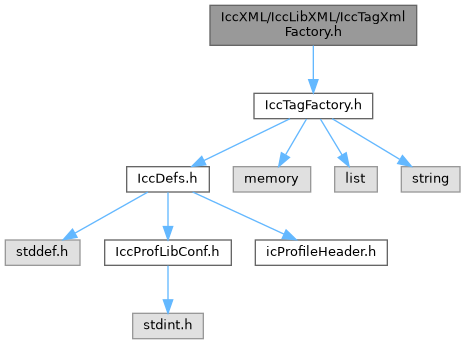 IccXML/IccLibXML/IccTagXml
Factory.h
IccTagFactory.h
IccDefs.h
memory
list
string
stddef.h
IccProfLibConf.h
icProfileHeader.h
stdint.h